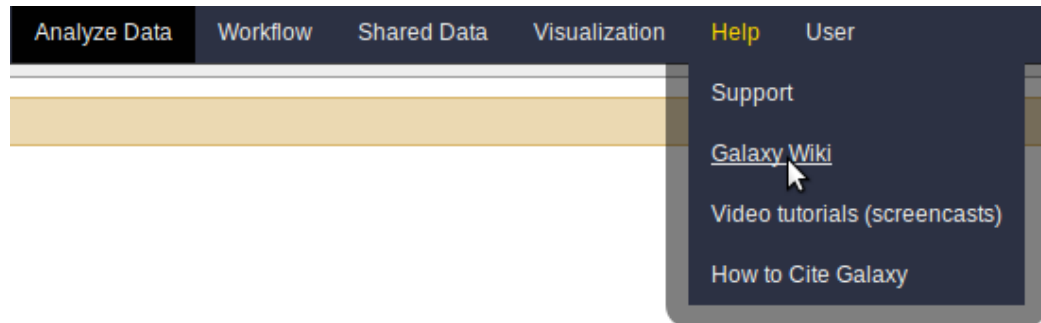 Analyze Data Workflow Shared Data Visualization Help User
Support
Galaxy Wiki
Video tutorials (screencasts)
How to Cite Galaxy